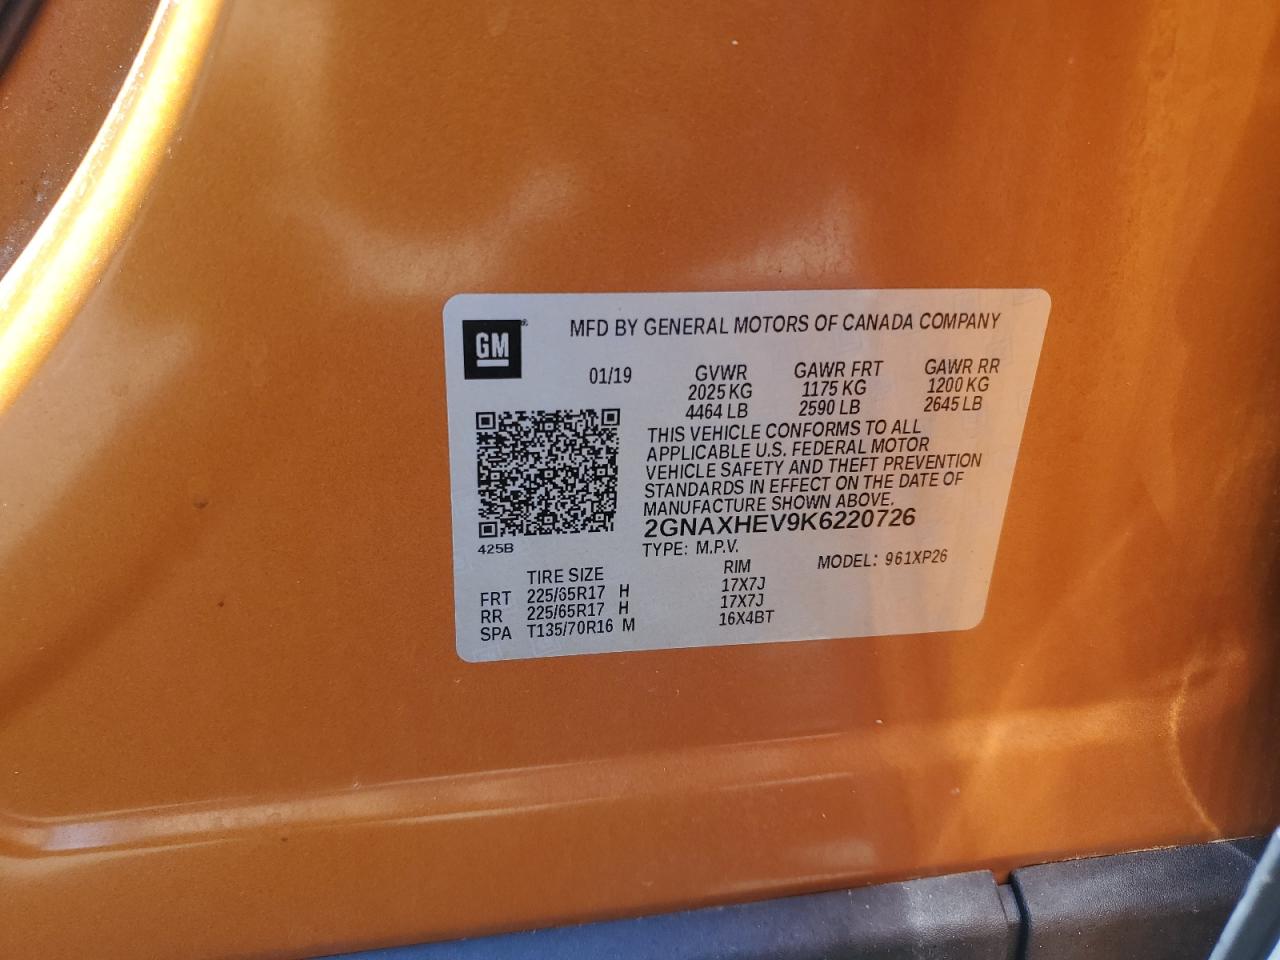 GM ®
MFD BY GENERAL MOTORS OF CANADA COMPANY
01/19 GVWR GAWR FRT GAWR RR
2025 KG 1175 KG 1200 KG
4464 LB 2590 LB 2645 LB
THIS VEHICLE CONFORMS TO ALL
APPLICABLE U.S. FEDERAL MOTOR
VEHICLE SAFETY AND THEFT PREVENTION
STANDARDS IN EFFECT ON THE DATE OF
MANUFACTURE SHOWN ABOVE.
2GNAXHEV9K6220726
425B
TYPE: M.P.V. MODEL: 961XP26
TIRE SIZE RIM
FRT 225/65R17 H 17X7J
RR 225/65R17 H 17X7J
SPA T135/70R16 M 16X4BT